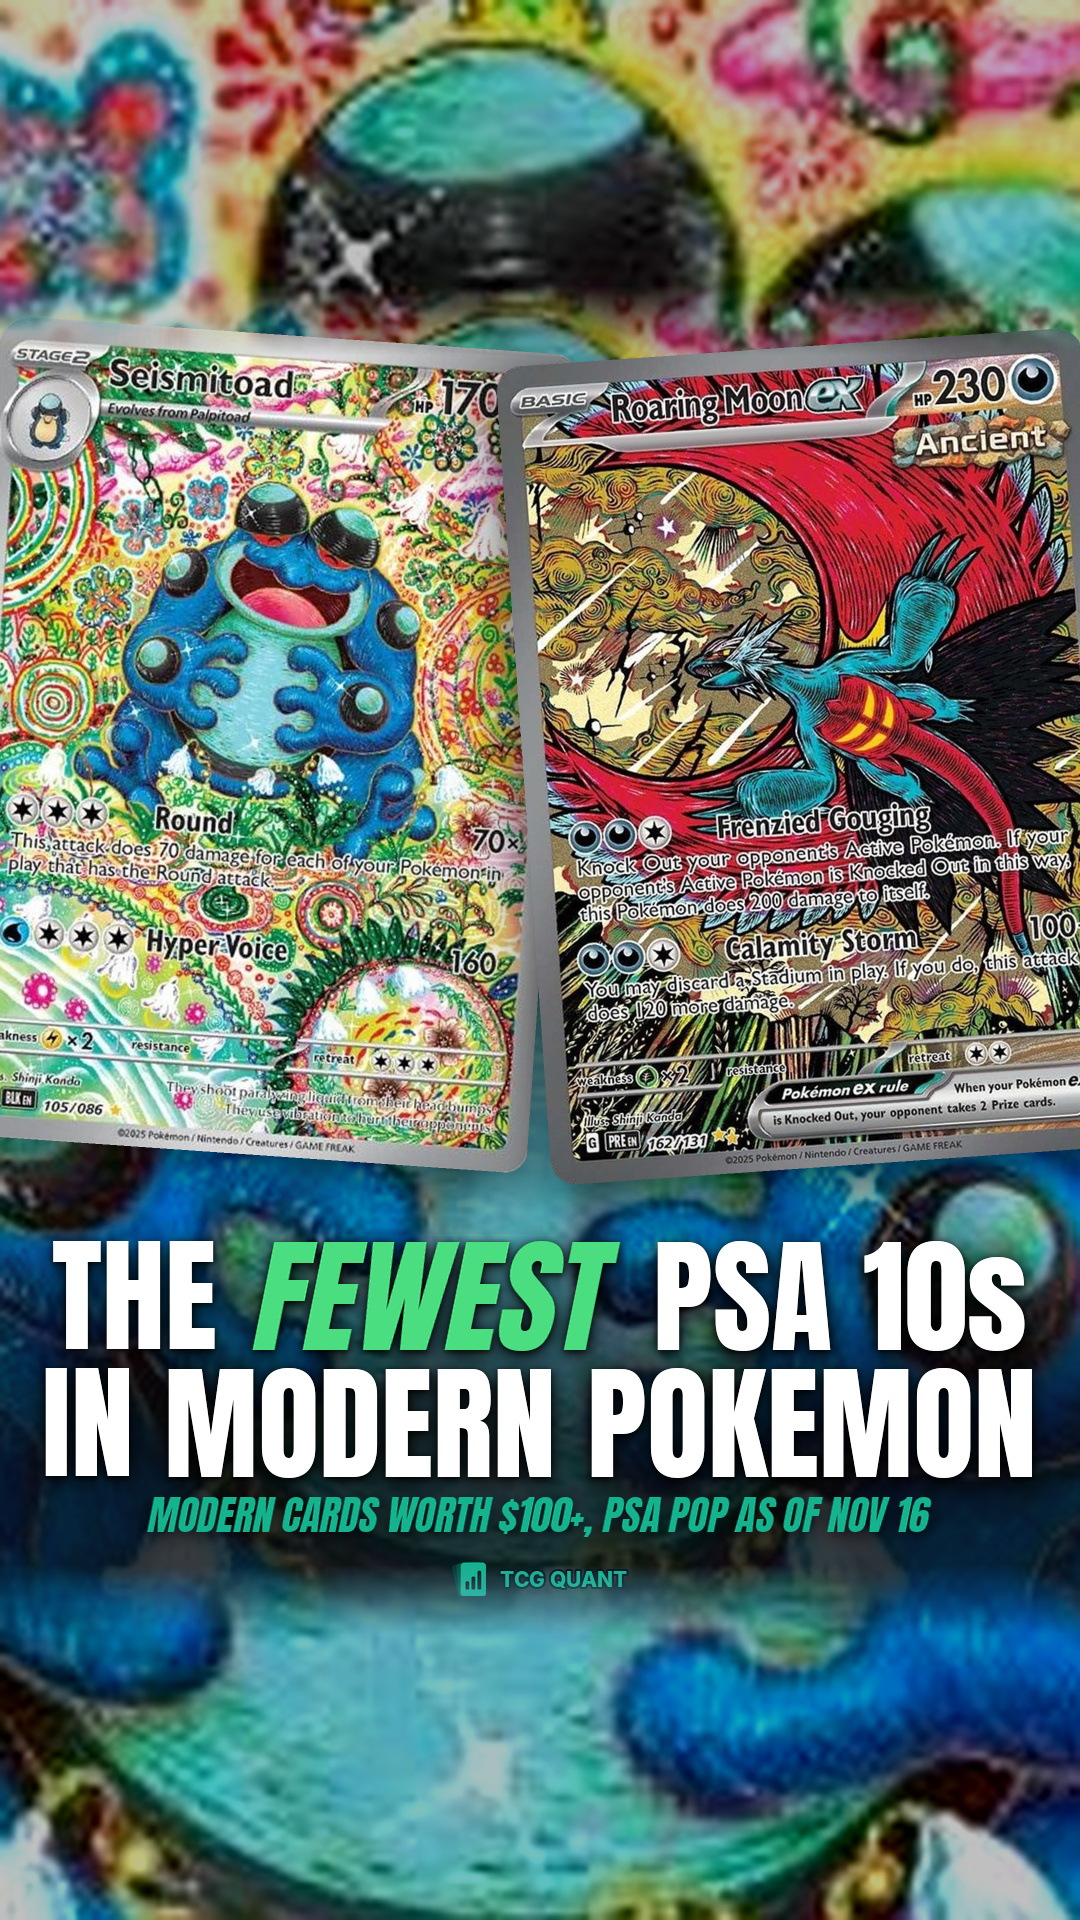 STAGE2
Seismitoad
HP 170
Evolves from Palpitoad
Round
70×
This attack does 70 damage for each of your Pokémon in
play that has the Round attack.
Hyper Voice
160
akness ×2
resistance
retreat
s. Shinji Kanda
They shoot paralyzing liquid from their head bumps.
They use vibration to hurt their opponents.
BLK EN 105/086
©2025 Pokémon / Nintendo / Creatures / GAME FREAK
BASIC
Roaring Moon ex
HP 230
Ancient
Frenzied Gouging
Knock Out your opponent's Active Pokémon. If your
opponent's Active Pokémon is Knocked Out in this way,
this Pokémon does 200 damage to itself.
Calamity Storm
100
You may discard a Stadium in play. If you do, this attack
does 120 more damage.
weakness ×2
resistance
retreat
Pokémon ex rule
When your Pokémon e
is Knocked Out, your opponent takes 2 Prize cards.
Illus. Shinji Kanda
G PRE EN 162/131
©2025 Pokémon / Nintendo / Creatures / GAME FREAK
THE FEWEST PSA 10s
IN MODERN POKEMON
MODERN CARDS WORTH $100+, PSA POP AS OF NOV 16
TCG QUANT